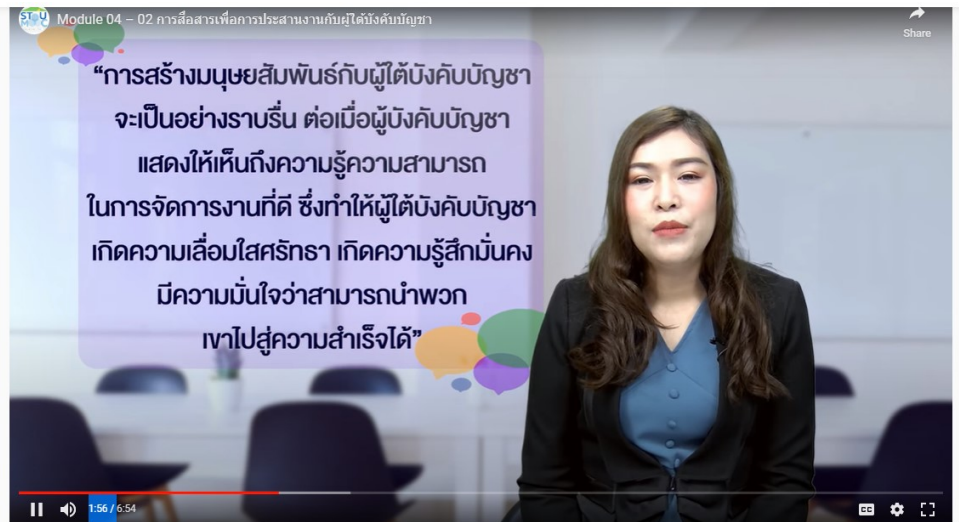 STOU MOOC
Module 04 – 02 การสื่อสารเพื่อการประสานงานกับผู้ใต้บังคับบัญชา
Share
“การสร้างมนุษยสัมพันธ์กับผู้ใต้บังคับบัญชา
จะเป็นอย่างราบรื่น ต่อเมื่อผู้บังคับบัญชา
แสดงให้เห็นถึงความรู้ความสามารถ
ในการจัดการงานที่ดี ซึ่งทำให้ผู้ใต้บังคับบัญชา
เกิดความเลื่อมใสศรัทธา เกิดความรู้สึกมั่นคง
มีความมั่นใจว่าสามารถนำพวก
เขาไปสู่ความสำเร็จได้”
1:56 / 6:54
CC